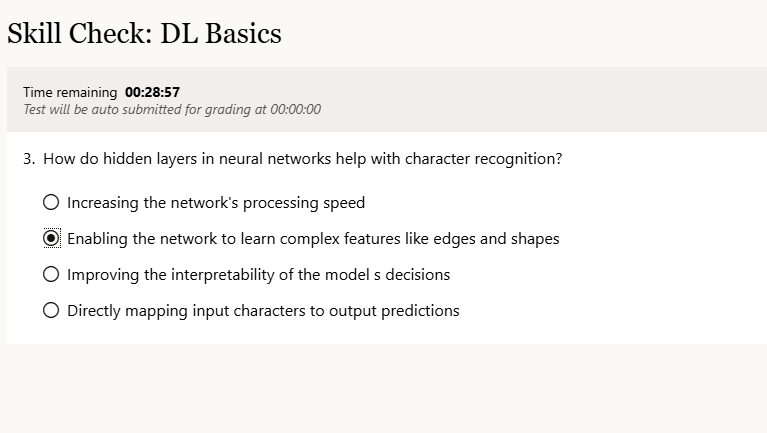 Skill Check: DL Basics
Time remaining 00:28:57
Test will be auto submitted for grading at 00:00:00
3. How do hidden layers in neural networks help with character recognition?
Increasing the network's processing speed
Enabling the network to learn complex features like edges and shapes
Improving the interpretability of the model s decisions
Directly mapping input characters to output predictions